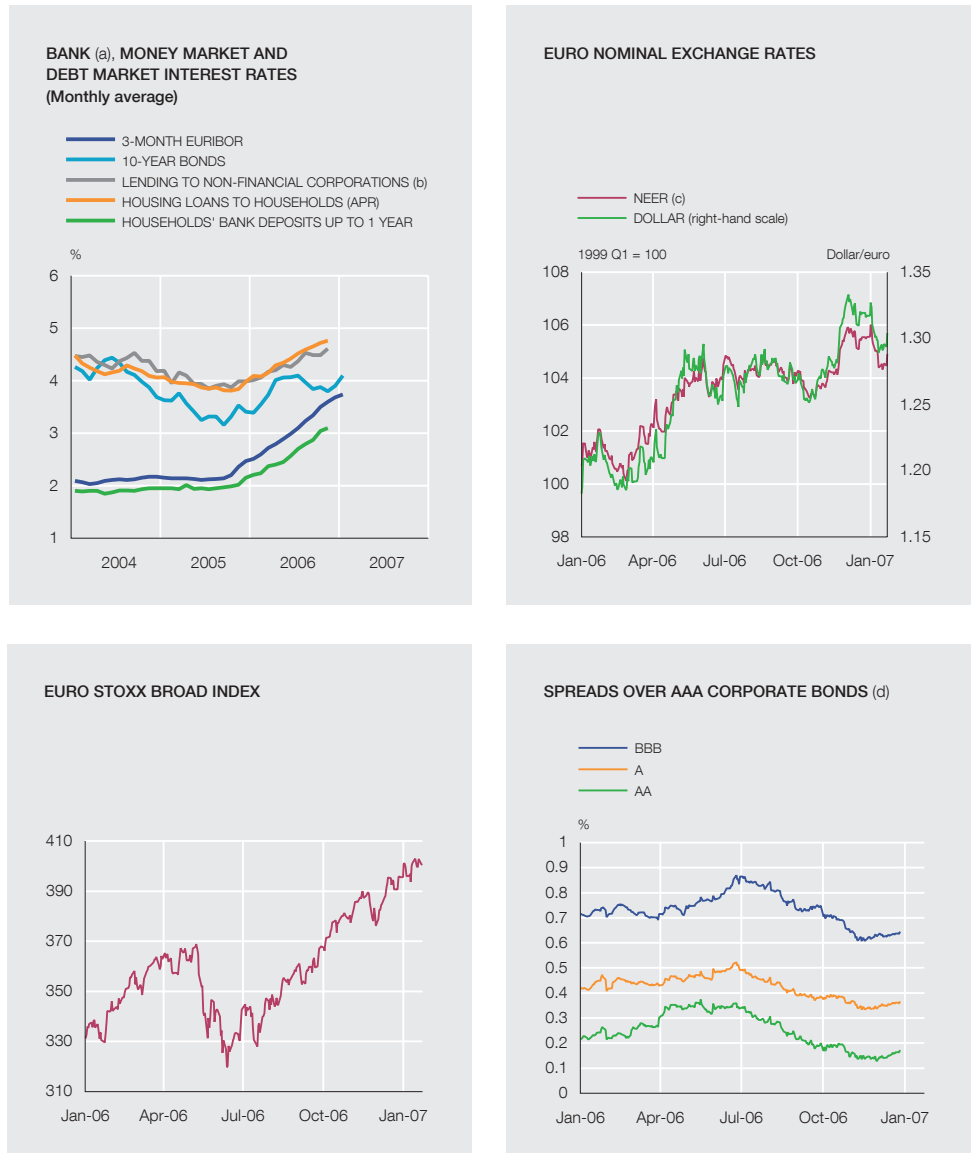 BANK (a), MONEY MARKET AND
DEBT MARKET INTEREST RATES
(Monthly average)
3-MONTH EURIBOR
10-YEAR BONDS
LENDING TO NON-FINANCIAL CORPORATIONS (b)
HOUSING LOANS TO HOUSEHOLDS (APR)
HOUSEHOLDS' BANK DEPOSITS UP TO 1 YEAR
%
6
5
4
3
2
1
2004 2005 2006 2007
EURO NOMINAL EXCHANGE RATES
NEER (c)
DOLLAR (right-hand scale)
1999 Q1 = 100 Dollar/euro
108 1.35
106
1.30
104
1.25
102
1.20
100
98 1.15
Jan-06 Apr-06 Jul-06 Oct-06 Jan-07
EURO STOXX BROAD INDEX
410
390
370
350
330
310
Jan-06 Apr-06 Jul-06 Oct-06 Jan-07
SPREADS OVER AAA CORPORATE BONDS (d)
BBB
A
AA
%
1
0.9
0.8
0.7
0.6
0.5
0.4
0.3
0.2
0.1
0
Jan-06 Apr-06 Jul-06 Oct-06 Jan-07